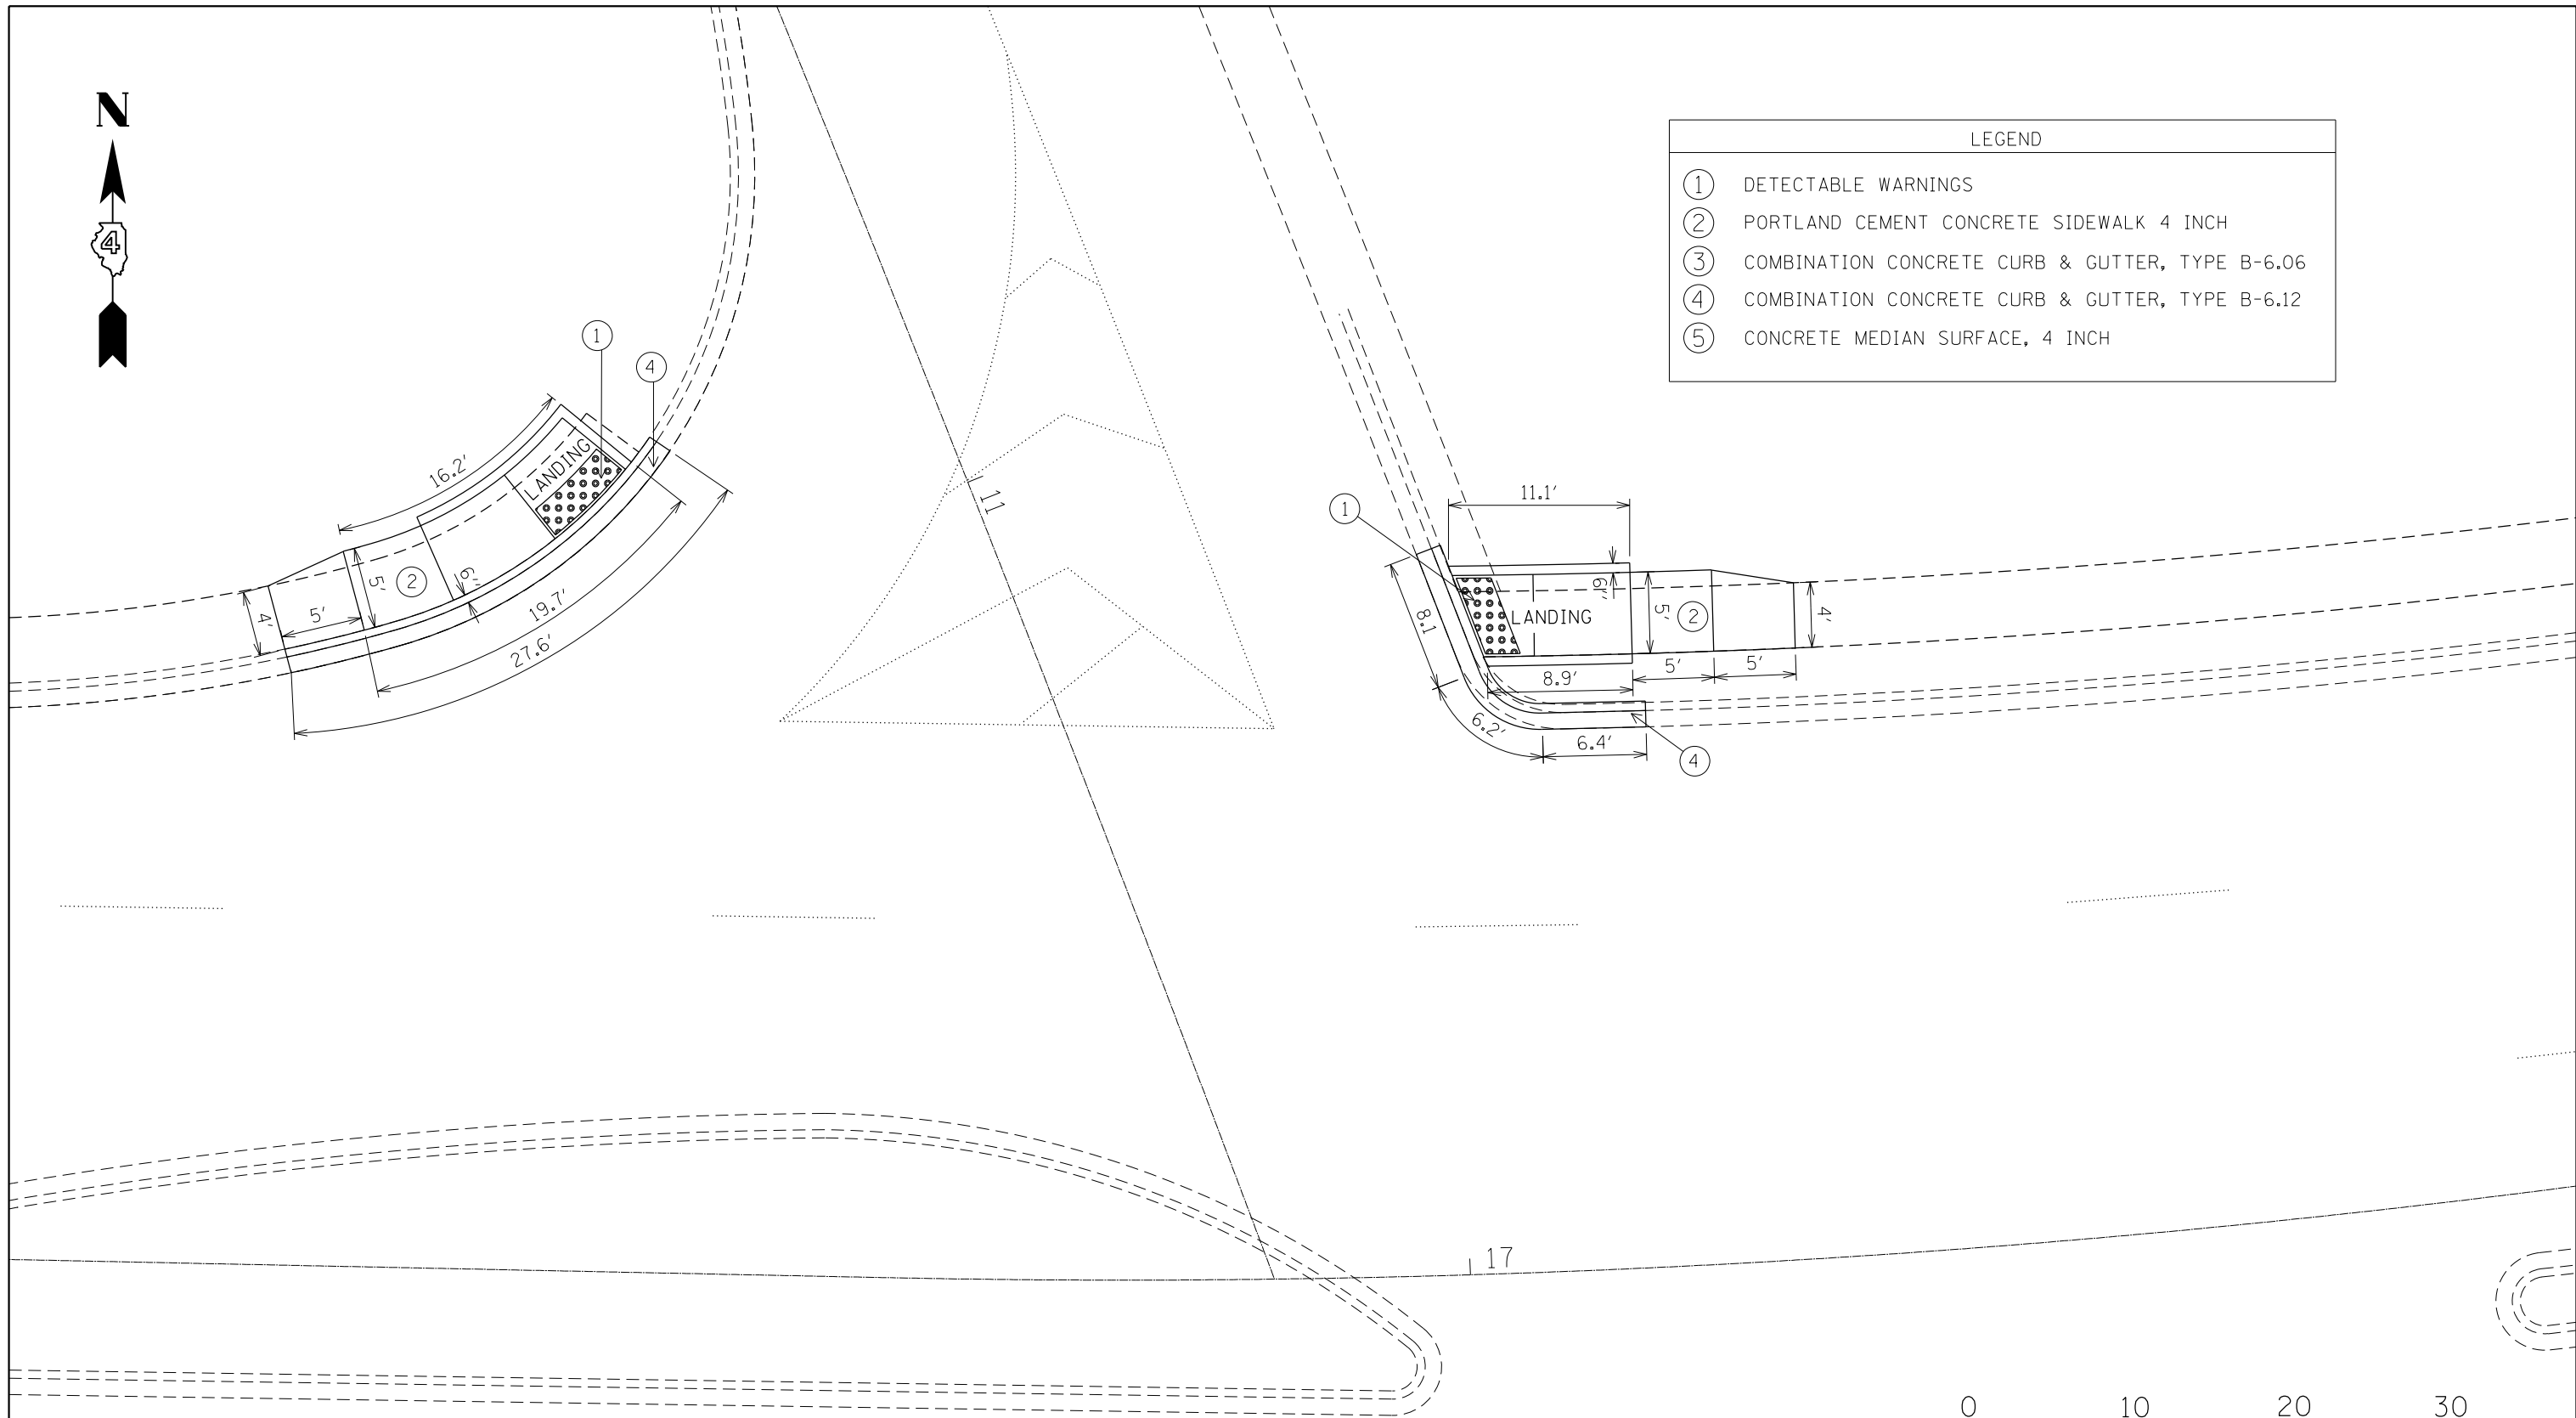 N
4
LEGEND
1 DETECTABLE WARNINGS
2 PORTLAND CEMENT CONCRETE SIDEWALK 4 INCH
3 COMBINATION CONCRETE CURB & GUTTER, TYPE B-6.06
4 COMBINATION CONCRETE CURB & GUTTER, TYPE B-6.12
5 CONCRETE MEDIAN SURFACE, 4 INCH
1
4
16.2'
LANDING
2
5'
6"
4'
5'
19.7'
27.6'
11
1
11.1'
6"
8.1
LANDING
5'
2
4'
8.9'
5'
5'
6.2'
6.4'
4
17
0 10 20 30